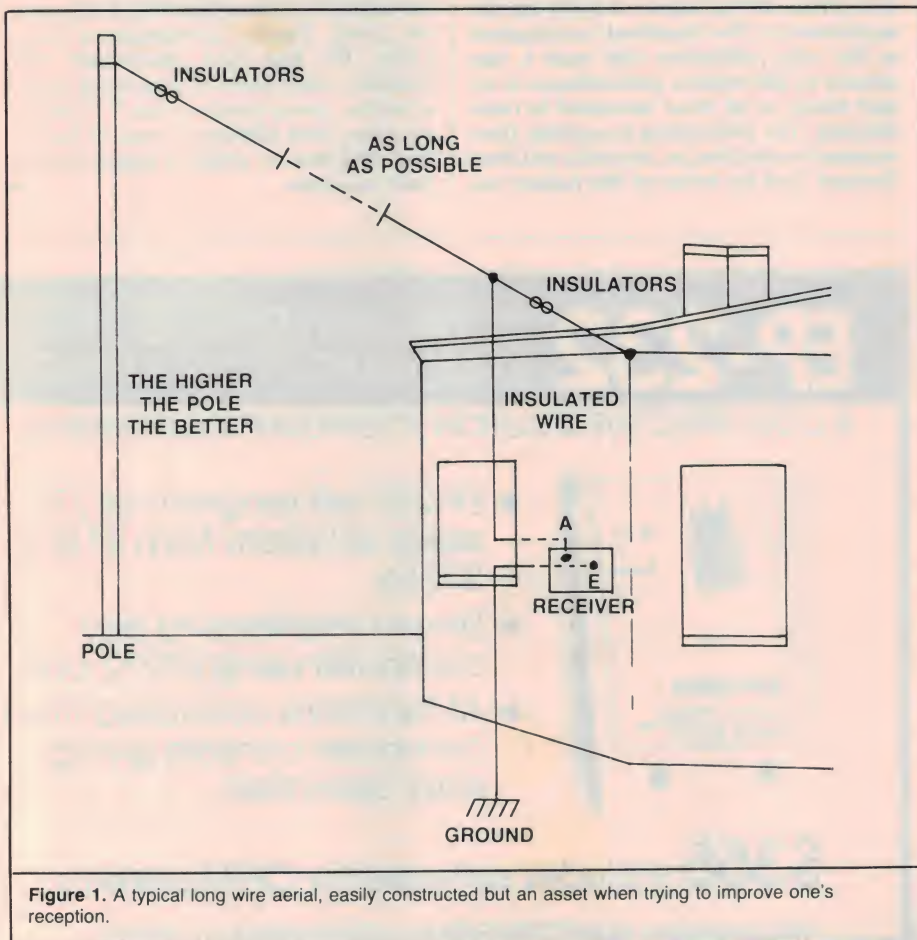 INSULATORS
AS LONG
AS POSSIBLE
INSULATORS
THE HIGHER
THE POLE
THE BETTER
INSULATED
WIRE
A
E
RECEIVER
POLE
GROUND
Figure 1. A typical long wire aerial, easily constructed but an asset when trying to improve one's
reception.